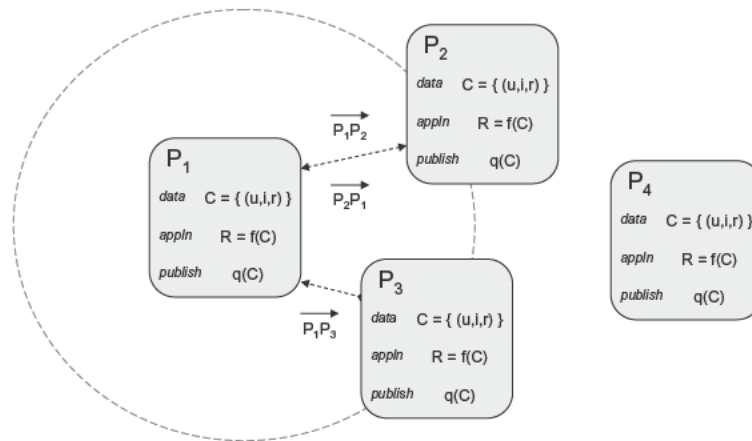 P2
data C = { (u,i,r) }
appln R = f(C)
publish q(C)
P1P2
P2P1
P1
data C = { (u,i,r) }
appln R = f(C)
publish q(C)
P1P3
P3
data C = { (u,i,r) }
appln R = f(C)
publish q(C)
P4
data C = { (u,i,r) }
appln R = f(C)
publish q(C)